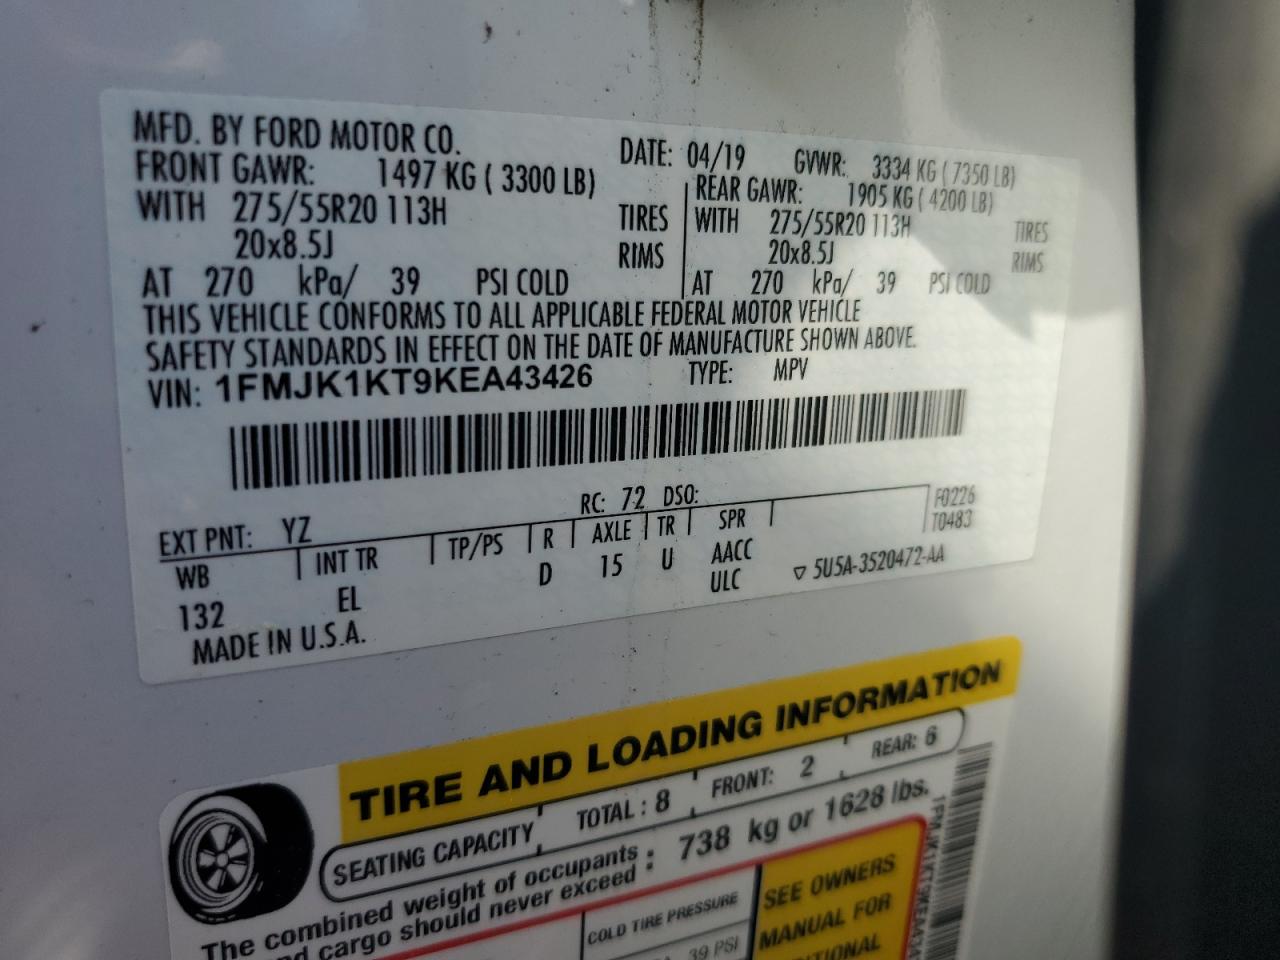 MFD. BY FORD MOTOR CO.
DATE: 04/19 GVWR: 3334 KG ( 7350 LB)
FRONT GAWR: 1497 KG ( 3300 LB)
WITH 275/55R20 113H TIRES
20x8.5J RIMS
AT 270 kPa/ 39 PSI COLD
REAR GAWR: 1905 KG ( 4200 LB)
WITH 275/55R20 113H TIRES
20x8.5J RIMS
AT 270 kPa/ 39 PSI COLD
THIS VEHICLE CONFORMS TO ALL APPLICABLE FEDERAL MOTOR VEHICLE
SAFETY STANDARDS IN EFFECT ON THE DATE OF MANUFACTURE SHOWN ABOVE.
VIN: 1FMJK1KT9KEA43426 TYPE: MPV
F0226
T0483
EXT PNT: YZ RC: 72 DSO:
WB INT TR TP/PS R AXLE TR SPR
132 EL D 15 U AACC
ULC
▽ 5U5A-3520472-AA
MADE IN U.S.A.
TIRE AND LOADING INFORMATION
SEATING CAPACITY TOTAL : 8 FRONT: 2 REAR: 6
The combined weight of occupants : 738 kg or 1628 lbs.
cargo should never exceed
COLD TIRE PRESSURE
39 PSI
SEE OWNERS
MANUAL FOR